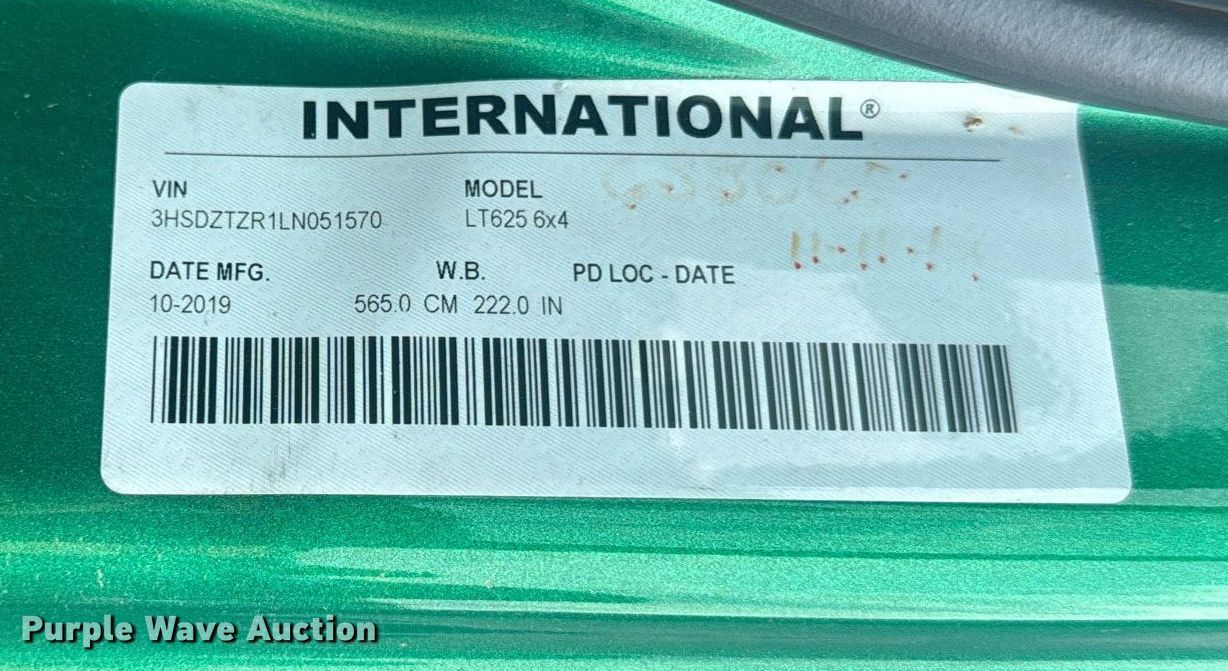 INTERNATIONAL®
VIN MODEL
3HSDZTZR1LN051570 LT625 6x4
DATE MFG. W.B. PD LOC - DATE
10-2019 565.0 CM 222.0 IN
Purple Wave Auction